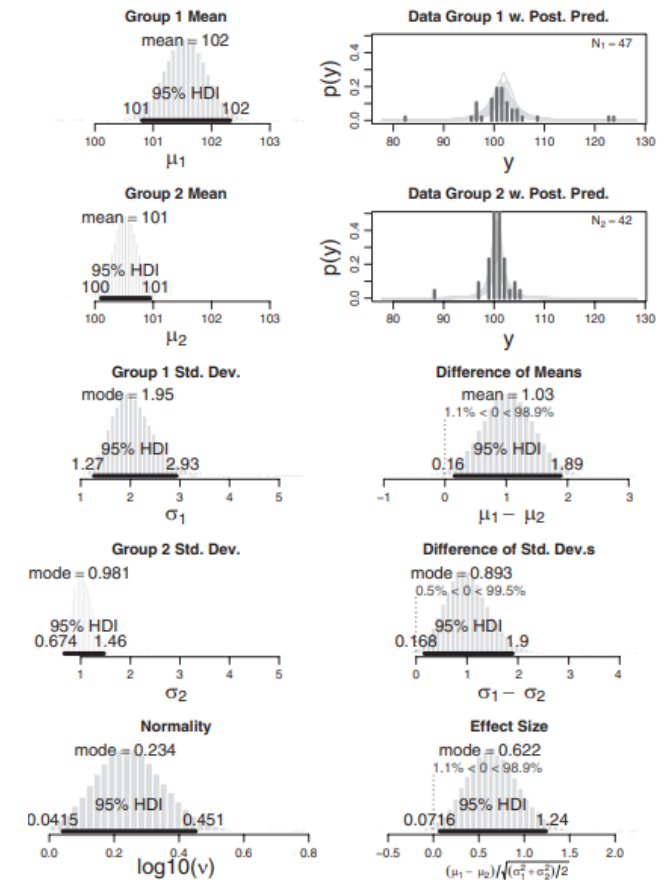 Group 1 Mean
mean = 102
95% HDI
101 102
100 101 102 103
μ1
Data Group 1 w. Post. Pred.
N1 = 47
p(y)
0.0 0.2 0.4
80 90 100 110 120 130
y
Group 2 Mean
mean = 101
95% HDI
100 101
100 101 102 103
μ2
Data Group 2 w. Post. Pred.
N2 = 42
p(y)
0.0 0.2 0.4
80 90 100 110 120 130
y
Group 1 Std. Dev.
mode = 1.95
95% HDI
1.27 2.93
1 2 3 4 5
σ1
Difference of Means
mean = 1.03
1.1% < 0 < 98.9%
95% HDI
0.16 1.89
−1 0 1 2 3
μ1 − μ2
Group 2 Std. Dev.
mode = 0.981
95% HDI
0.674 1.46
1 2 3 4 5
σ2
Difference of Std. Dev.s
mode = 0.893
0.5% < 0 < 99.5%
95% HDI
0.168 1.9
0 1 2 3 4
σ1 − σ2
Normality
mode = 0.234
95% HDI
0.0415 0.451
0.0 0.2 0.4 0.6 0.8
log10(ν)
Effect Size
mode = 0.622
1.1% < 0 < 98.9%
95% HDI
0.0716 1.24
−0.5 0.0 0.5 1.0 1.5 2.0
(μ1 − μ2)/√(σ1²+σ2²)/2